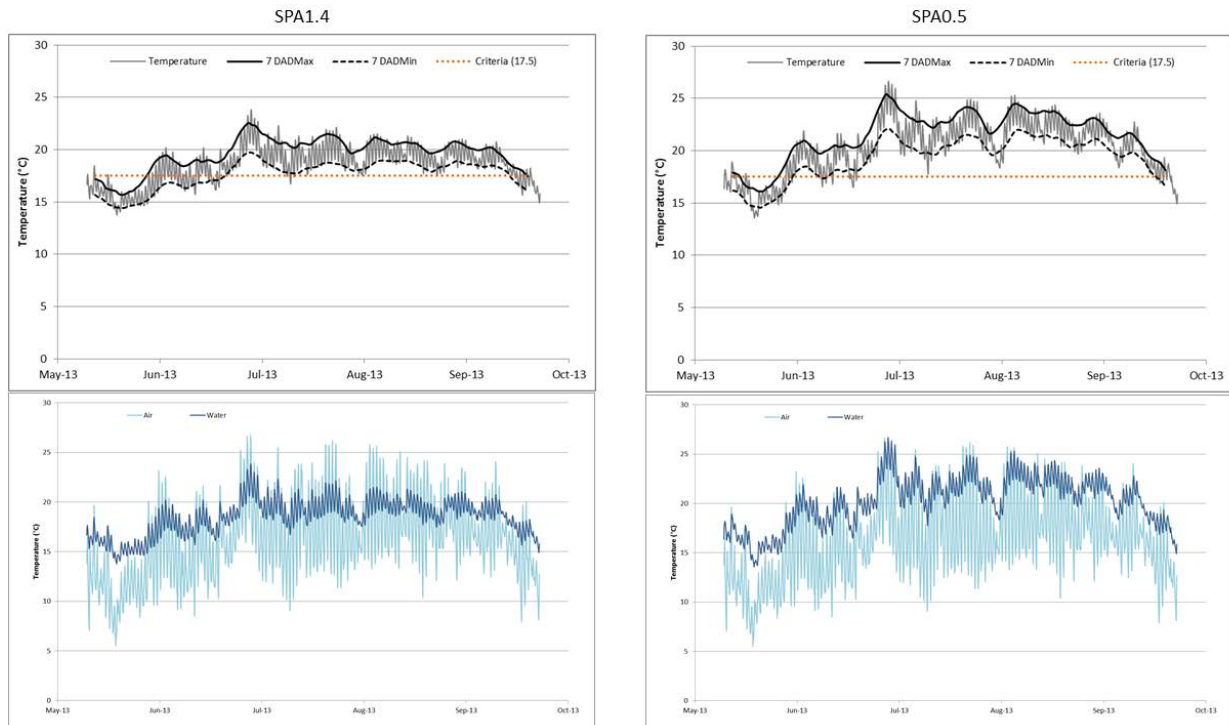 SPA1.4
SPA0.5
30
25
20
15
10
5
0
Temperature (°C)
Temperature
7 DADMax
7 DADMin
Criteria (17.5)
May-13
Jun-13
Jul-13
Aug-13
Sep-13
Oct-13
30
25
20
15
10
5
0
Temperature (°C)
Temperature
7 DADMax
7 DADMin
Criteria (17.5)
May-13
Jun-13
Jul-13
Aug-13
Sep-13
Oct-13
30
25
20
15
10
5
0
Temperature (°C)
Air
Water
May-13
Jun-13
Jul-13
Aug-13
Sep-13
Oct-13
30
25
20
15
10
5
0
Temperature (°C)
Air
Water
May-13
Jun-13
Jul-13
Aug-13
Sep-13
Oct-13